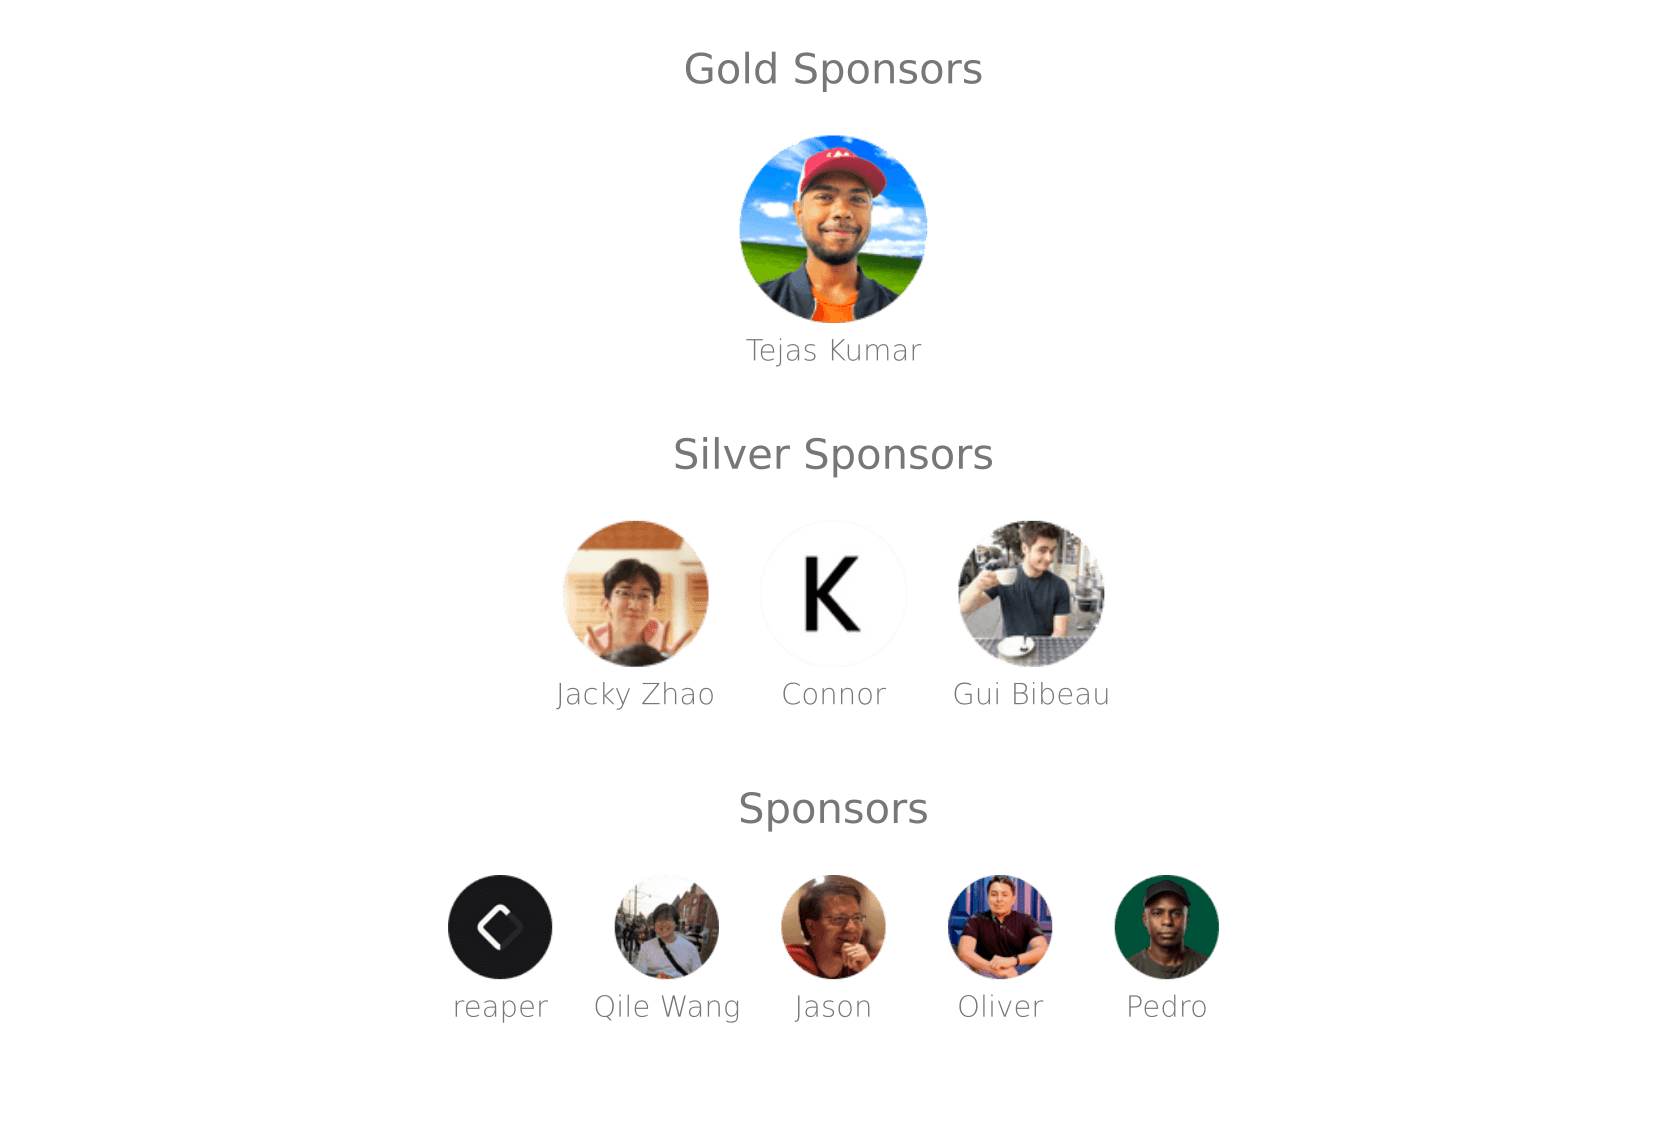 Gold Sponsors
Tejas Kumar
Silver Sponsors
K
Jacky Zhao Connor Gui Bibeau
Sponsors
reaper Qile Wang Jason Oliver Pedro